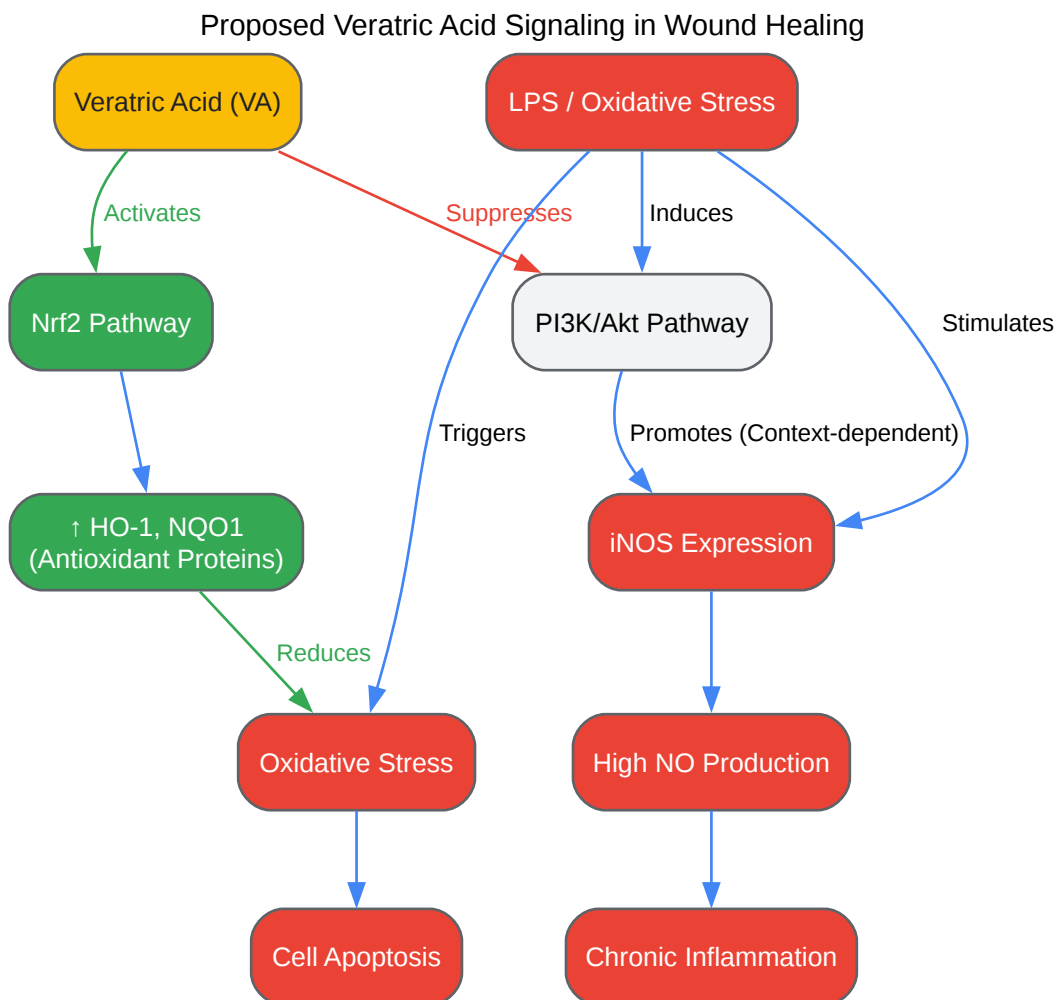 Proposed Veratric Acid Signaling in Wound Healing
Veratric Acid (VA)
LPS / Oxidative Stress
Activates
Suppresses
Induces
Nrf2 Pathway
PI3K/Akt Pathway
Stimulates
Triggers
Promotes (Context-dependent)
↑ HO-1, NQO1
(Antioxidant Proteins)
iNOS Expression
Reduces
Oxidative Stress
High NO Production
Cell Apoptosis
Chronic Inflammation